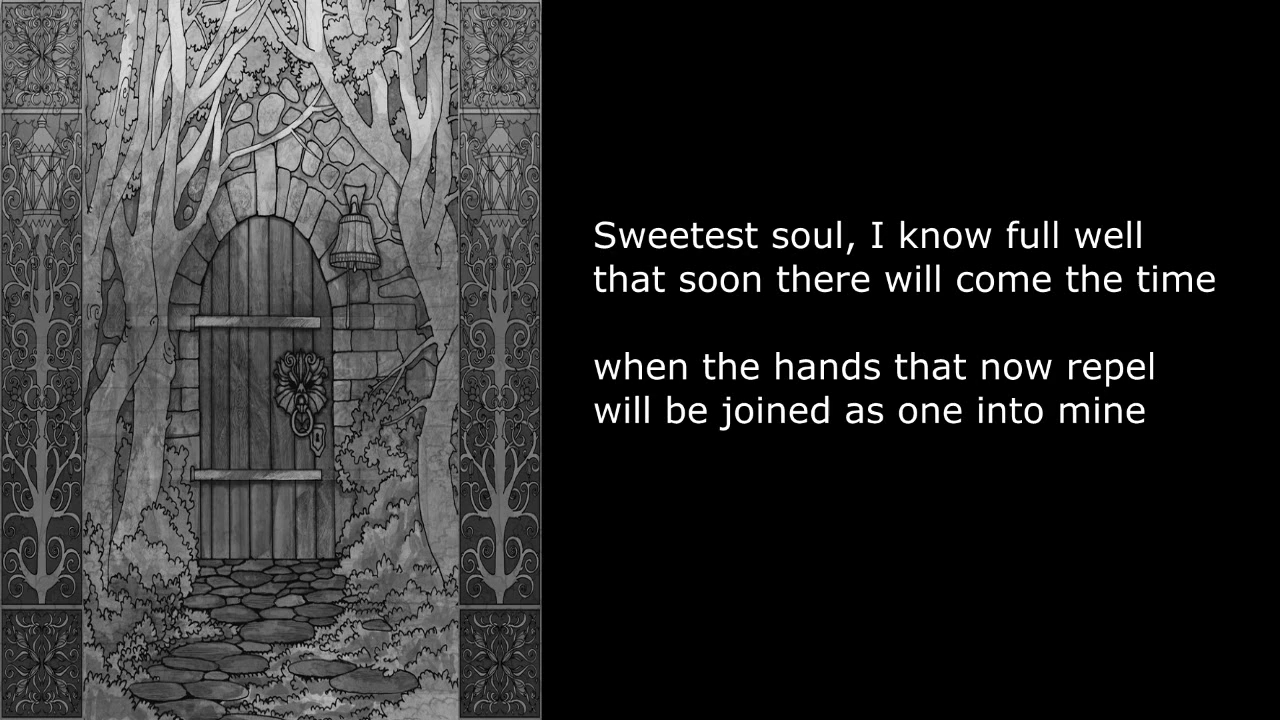 Sweetest soul, I know full well
that soon there will come the time
when the hands that now repel
will be joined as one into mine